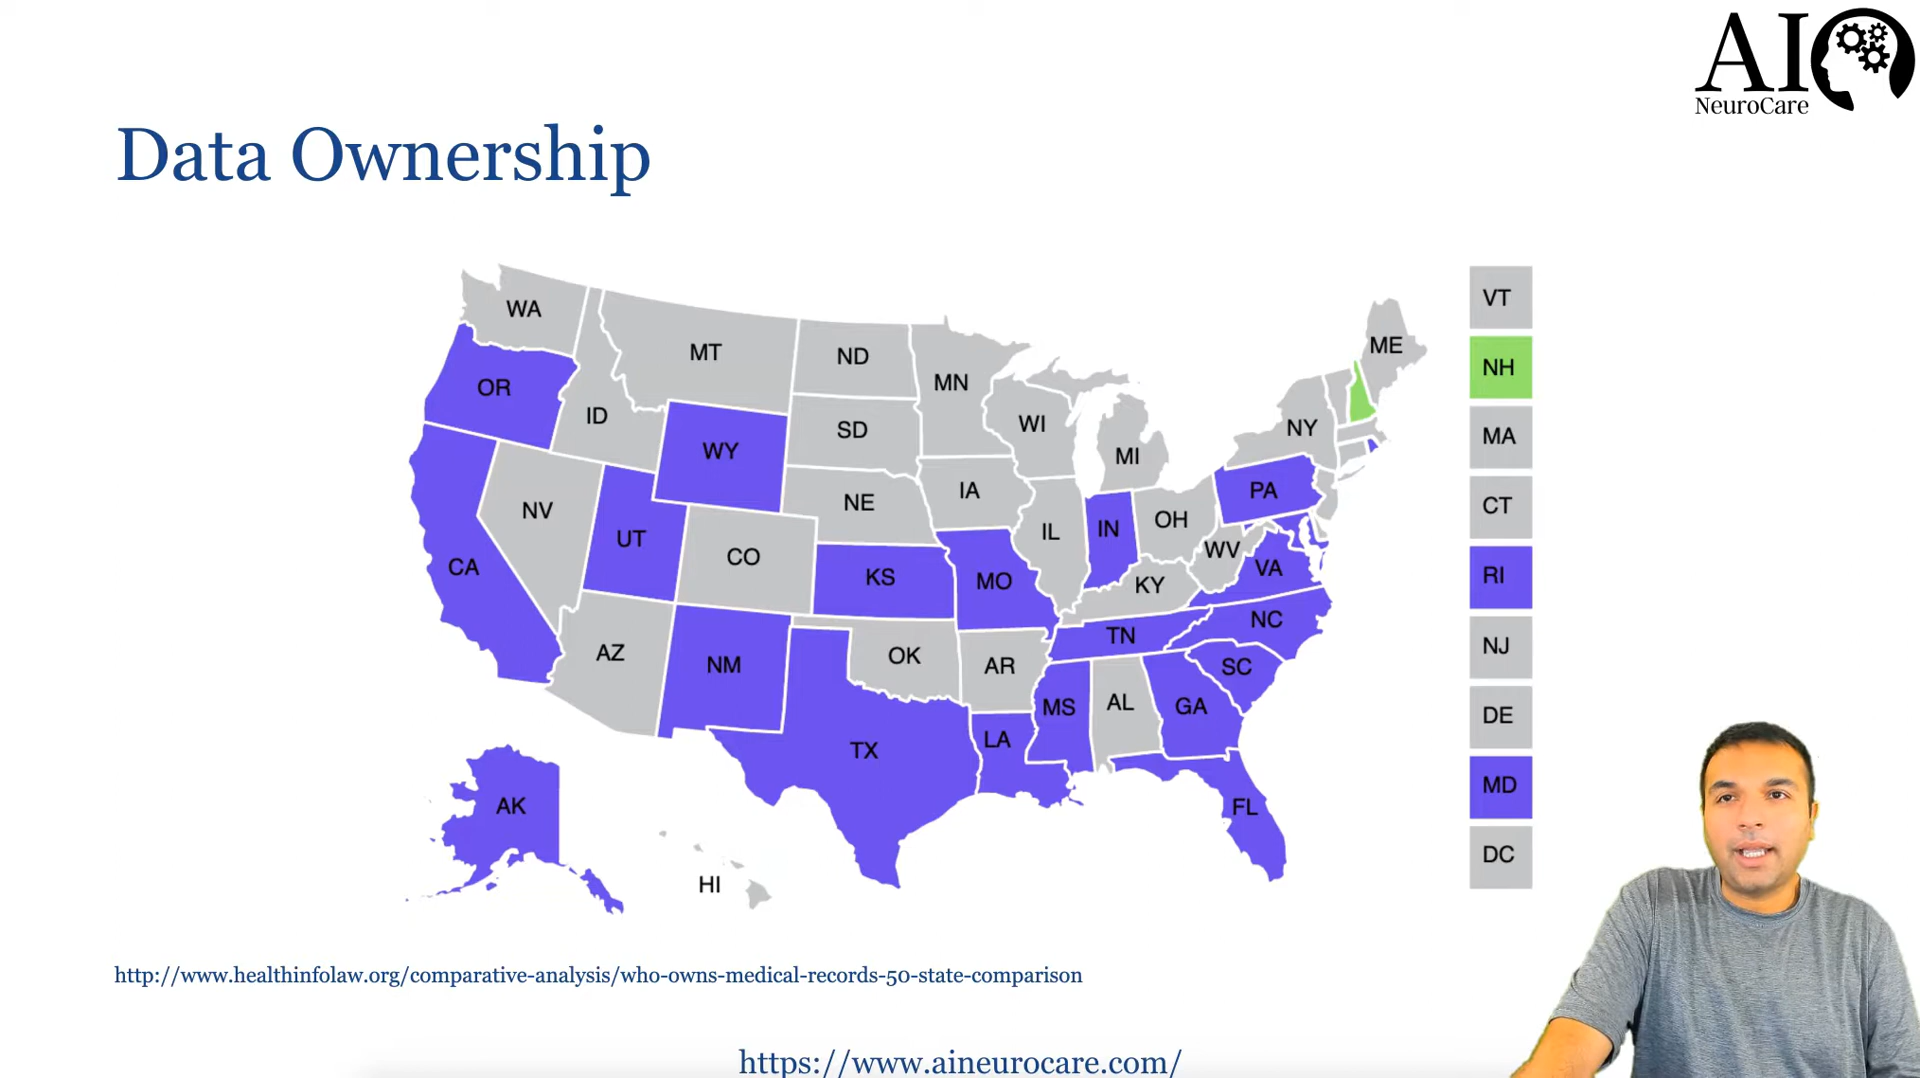 AI
NeuroCare
Data Ownership
WA
MT
ND
MN
ME
VT
OR
ID
SD
WI
MI
NY
NH
WY
NE
IA
PA
MA
NV
UT
CO
IL
IN
OH
WV
VA
CT
CA
KS
MO
KY
NC
RI
AZ
NM
OK
AR
TN
SC
NJ
TX
LA
MS
AL
GA
DE
AK
FL
MD
HI
DC
http://www.healthinfolaw.org/comparative-analysis/who-owns-medical-records-50-state-comparison
https://www.aineurocare.com/